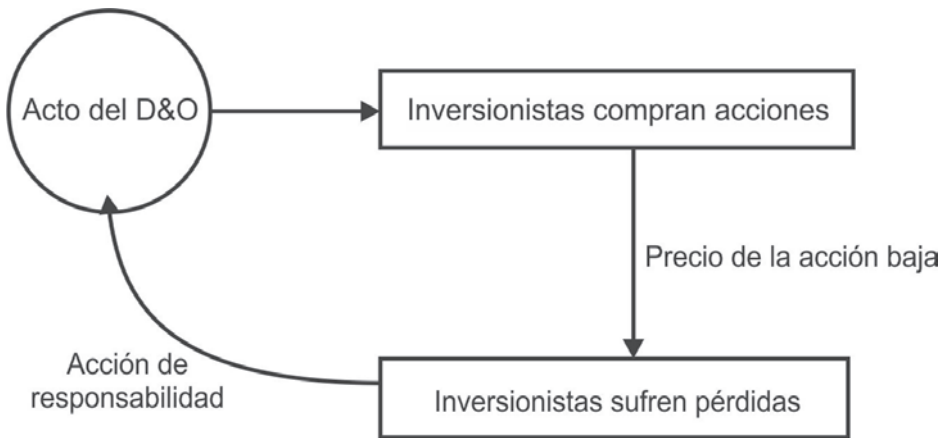 Acto del D&O
Inversionistas compran acciones
Precio de la acción baja
Acción de
responsabilidad
Inversionistas sufren pérdidas